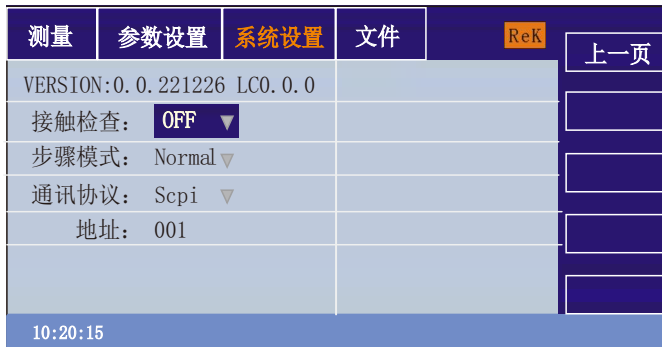 测量 参数设置 系统设置 文件 ReK
上一页
VERSION:0.0.221226 LC0.0.0
接触检查: OFF
步骤模式: Normal
通讯协议: Scpi
地址: 001
10:20:15